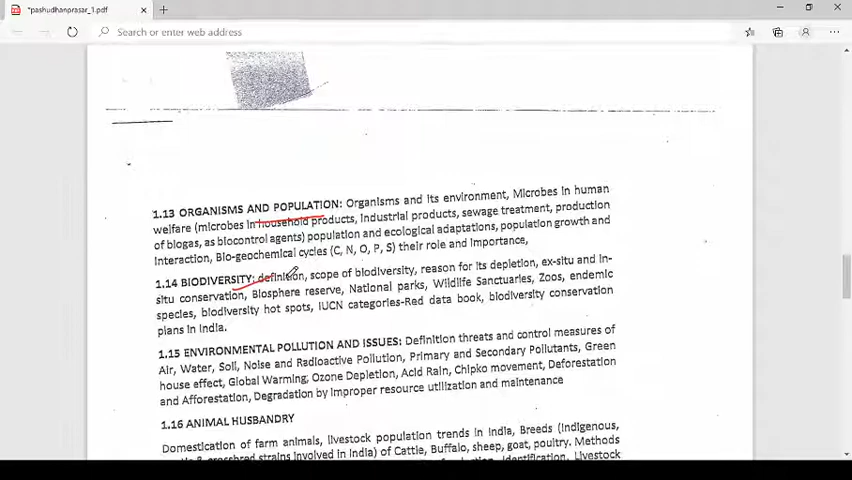 *pashudhanprasar_1.pdf
Search or enter web address
1.13 ORGANISMS AND POPULATION: Organisms and its environment, Microbes in human
welfare (microbes in household products, industrial products, sewage treatment, production
of biogas, as biocontrol agents) population and ecological adaptations, population growth and
interaction, Bio-geochemical cycles (C, N, O, P, S) their role and importance,
1.14 BIODIVERSITY: definition, scope of biodiversity, reason for its depletion, ex-situ and in-
situ conservation, Biosphere reserve, National parks, Wildlife Sanctuaries, Zoos, endemic
species, biodiversity hot spots, IUCN categories-Red data book, biodiversity conservation
plans in India.
1.15 ENVIRONMENTAL POLLUTION AND ISSUES: Definition threats and control measures of
Air, Water, Soil, Noise and Radioactive Pollution, Primary and Secondary Pollutants, Green
house effect, Global Warming, Ozone Depletion, Acid Rain, Chipko movement, Deforestation
and Afforestation, Degradation by improper resource utilization and maintenance
1.16 ANIMAL HUSBANDRY
Domestication of farm animals, livestock population trends in India, Breeds (Indigenous,
crossbred strains involved in India) of Cattle, Buffalo, sheep, goat, poultry. Methods
identification, Livestock